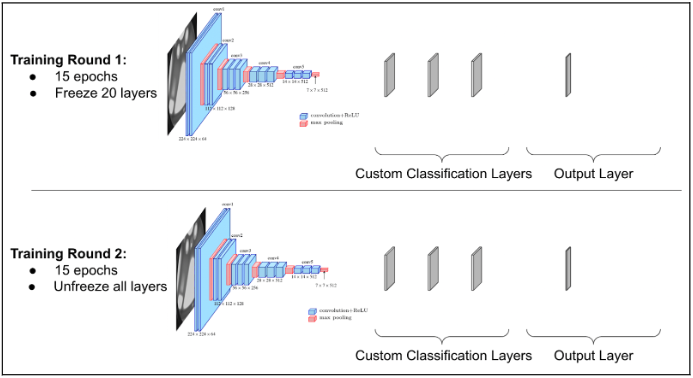 Training Round 1:
● 15 epochs
● Freeze 20 layers
conv1
conv2
conv3
conv4
conv5
224 × 224 × 64
112 × 112 × 128
56 × 56 × 256
28 × 28 × 512
14 × 14 × 512
7 × 7 × 512
convolution+ReLU
max pooling
Custom Classification Layers
Output Layer
Training Round 2:
● 15 epochs
● Unfreeze all layers
conv1
conv2
conv3
conv4
conv5
224 × 224 × 64
112 × 112 × 128
56 × 56 × 256
28 × 28 × 512
14 × 14 × 512
7 × 7 × 512
convolution+ReLU
max pooling
Custom Classification Layers
Output Layer